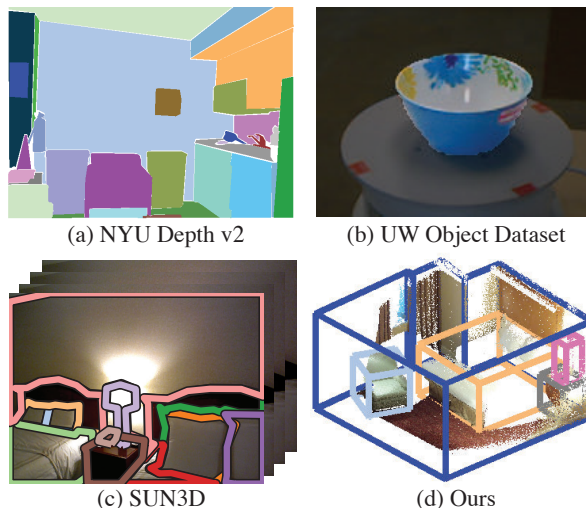 (a) NYU Depth v2
(b) UW Object Dataset
(c) SUN3D
(d) Ours